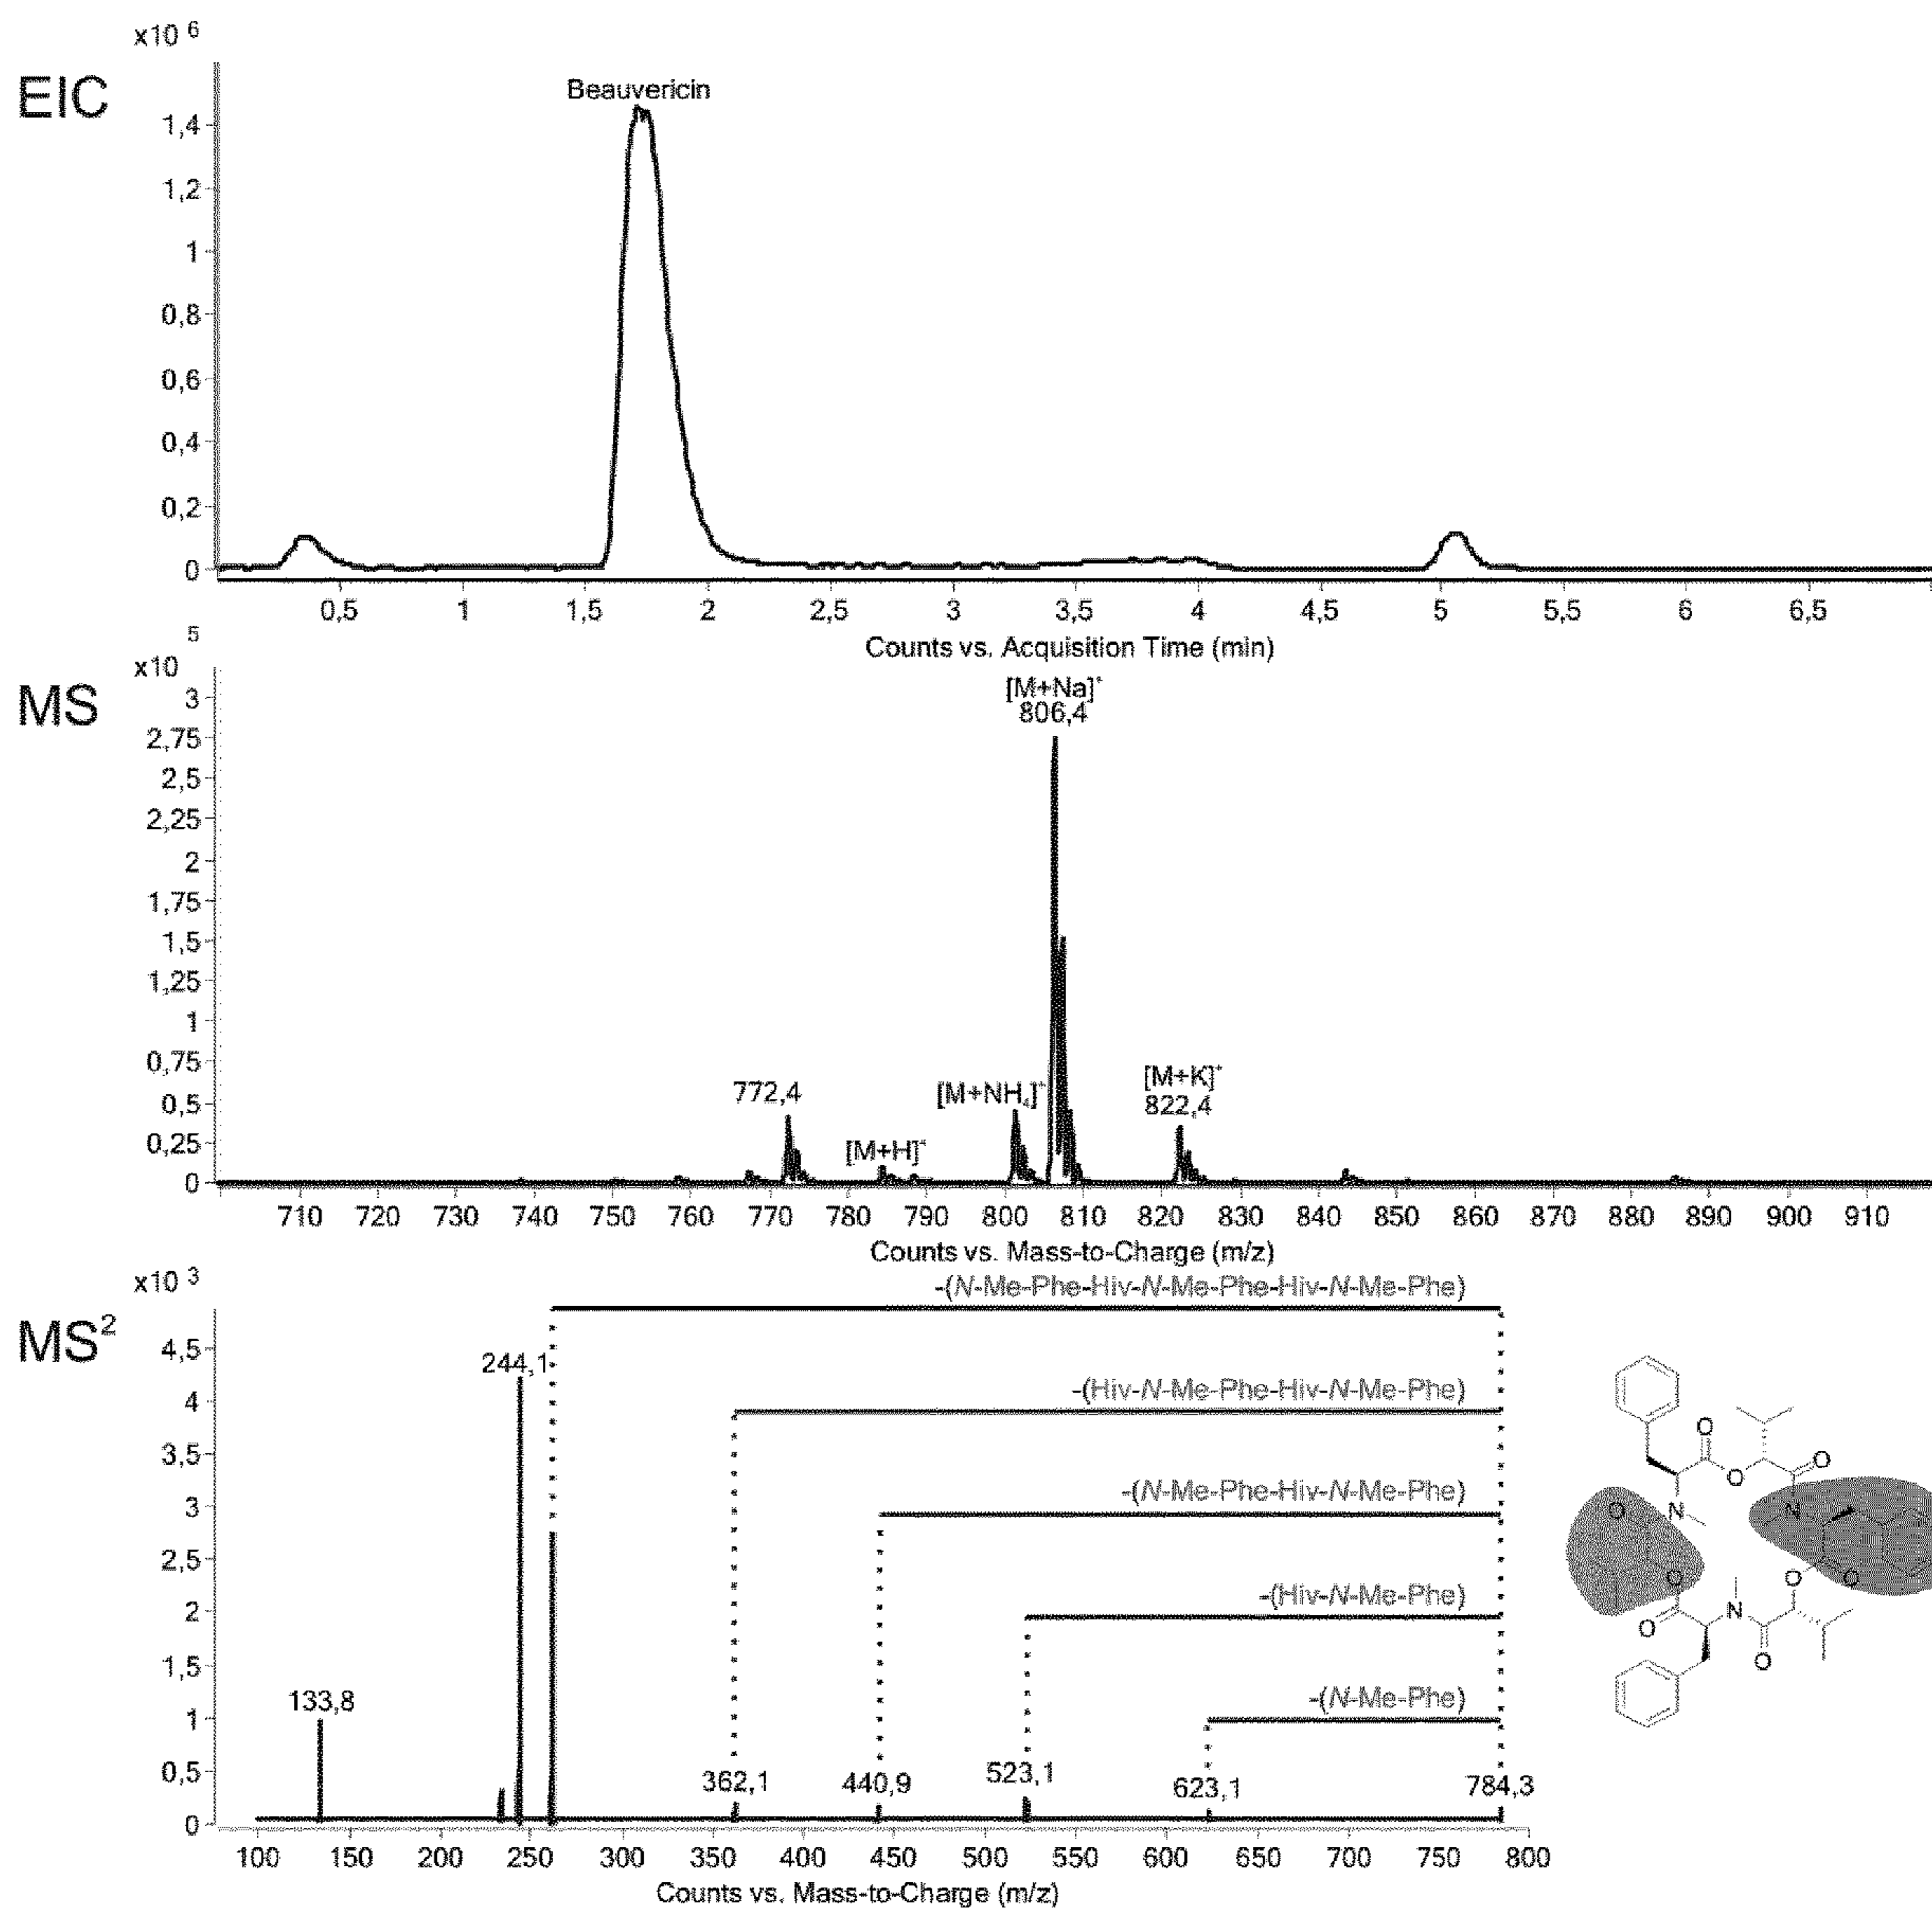 x10 6
EIC
Beauvericin
1,4
1,2
1
0,8
0,6
0,4
0,2
0
0,5 1 1,5 2 2,5 3 3,5 4 4,5 5 5,5 6 6,5
Counts vs. Acquisition Time (min)
5
x10
MS
[M+Na]+
806,4
3
2,75
2,5
2,25
2
1,75
1,5
1,25
1
0,75
0,5
0,25
0
772,4
[M+H]+
[M+NH4]+
[M+K]+
822,4
710 720 730 740 750 760 770 780 790 800 810 820 830 840 850 860 870 880 890 900 910
Counts vs. Mass-to-Charge (m/z)
x10 3
MS2
-(N-Me-Phe-Hiv-N-Me-Phe-Hiv-N-Me-Phe)
-(Hiv-N-Me-Phe-Hiv-N-Me-Phe)
-(N-Me-Phe-Hiv-N-Me-Phe)
-(Hiv-N-Me-Phe)
-(N-Me-Phe)
4,5
4
3,5
3
2,5
2
1,5
1
0,5
0
133,8
244,1
362,1
440,9
523,1
623,1
784,3
100 150 200 250 300 350 400 450 500 550 600 650 700 750 800
Counts vs. Mass-to-Charge (m/z)
O
O
O
O
N
N
O
O
O
O
N
O
O